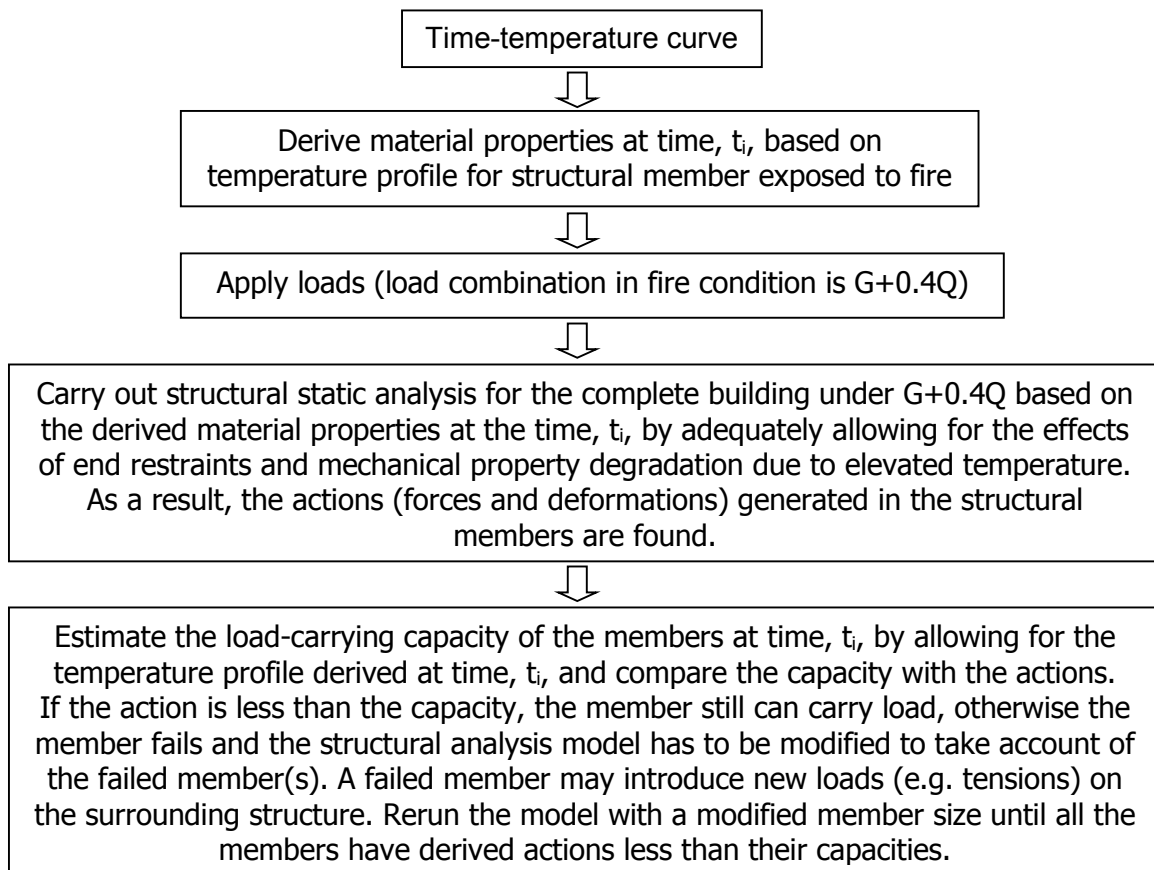 Time-temperature curve
Derive material properties at time, tᵢ, based on
temperature profile for structural member exposed to fire
Apply loads (load combination in fire condition is G+0.4Q)
Carry out structural static analysis for the complete building under G+0.4Q based on
the derived material properties at the time, tᵢ, by adequately allowing for the effects
of end restraints and mechanical property degradation due to elevated temperature.
As a result, the actions (forces and deformations) generated in the structural
members are found.
Estimate the load-carrying capacity of the members at time, tᵢ, by allowing for the
temperature profile derived at time, tᵢ, and compare the capacity with the actions.
If the action is less than the capacity, the member still can carry load, otherwise the
member fails and the structural analysis model has to be modified to take account of
the failed member(s). A failed member may introduce new loads (e.g. tensions) on
the surrounding structure. Rerun the model with a modified member size until all the
members have derived actions less than their capacities.